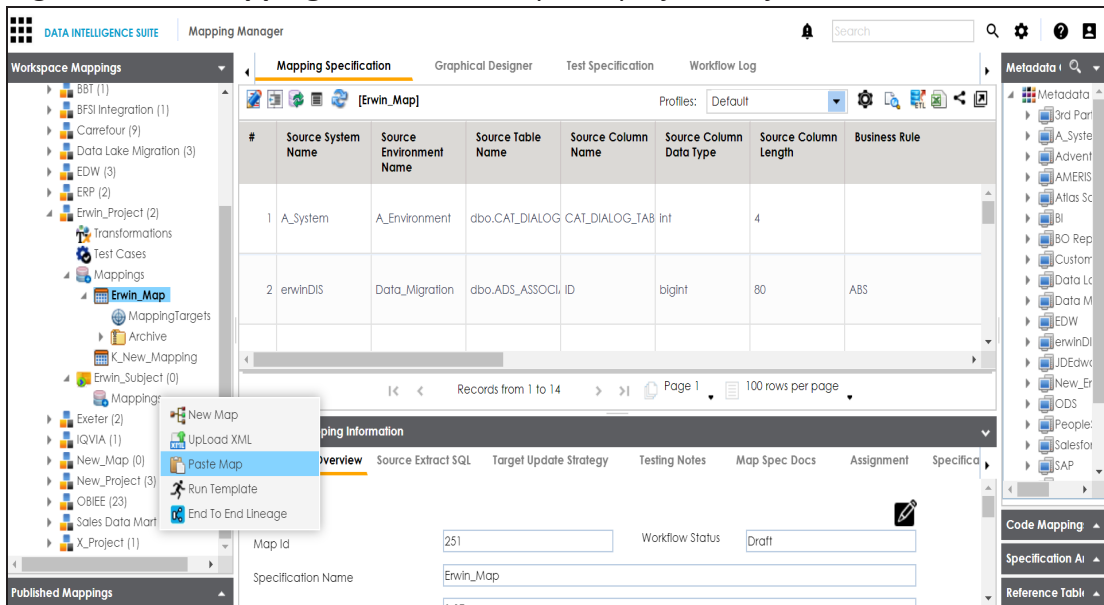 DATA INTELLIGENCE SUITE Mapping Manager Search
Workspace Mappings
BBT (1)
BFSI Integration (1)
Carrefour (9)
Data Lake Migration (3)
EDW (3)
ERP (2)
Erwin_Project (2)
Transformations
Test Cases
Mappings
Erwin_Map
MappingTargets
Archive
K_New_Mapping
Erwin_Subject (0)
Mappings
Exeter (2)
IQVIA (1)
New_Map (0)
New_Project (3)
OBIEE (23)
Sales Data Mart
X_Project (1)
Published Mappings
New Map
UpLoad XML
Paste Map
Run Template
End To End Lineage
Mapping Specification Graphical Designer Test Specification Workflow Log
[Erwin_Map] Profiles: Default
# Source System Name Source Environment Name Source Table Name Source Column Name Source Column Data Type Source Column Length Business Rule
1 A_System A_Environment dbo.CAT_DIALOG CAT_DIALOG_TAB int 4
2 erwinDIS Data_Migration dbo.ADS_ASSOCI ID bigint 80 ABS
Records from 1 to 14 Page 1 100 rows per page
ping Information
Overview Source Extract SQL Target Update Strategy Testing Notes Map Spec Docs Assignment Specifica
Map Id 251 Workflow Status Draft
Specification Name Erwin_Map
Metadata
Metadata
3rd Part
A_Syste
Advent
AMERIS
Atlas Sc
BI
BO Rep
Custom
Data La
Data M
EDW
erwinDI
JDEdwa
New_Er
ODS
People
Salesfor
SAP
Code Mapping
Specification Ar
Reference Table